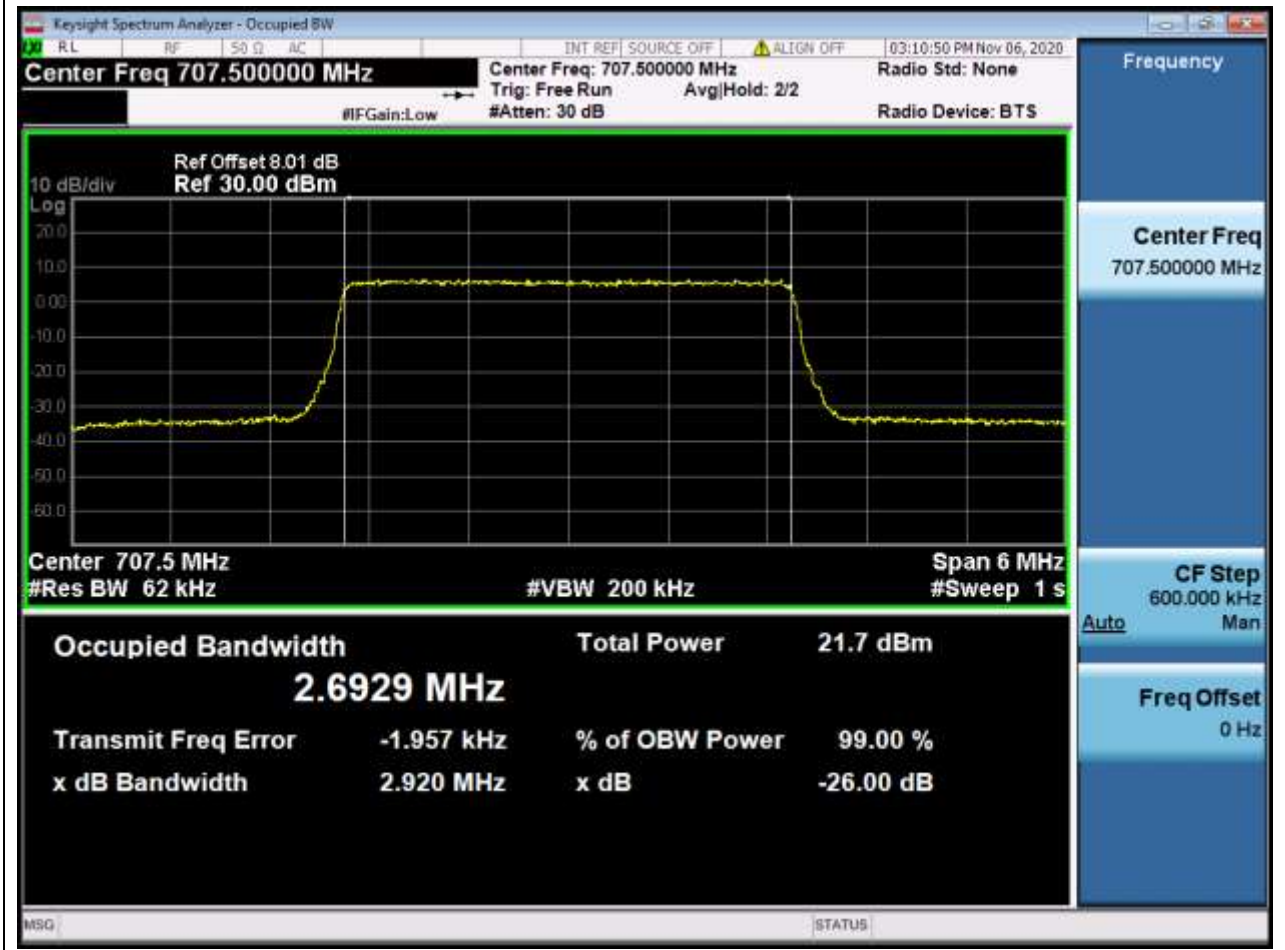 Keysight Spectrum Analyzer - Occupied BW
LXI RL RF 50 Ω AC INT REF SOURCE OFF ALIGN OFF 03:10:50 PM Nov 06, 2020
Center Freq 707.500000 MHz Center Freq: 707.500000 MHz Radio Std: None
Trig: Free Run Avg|Hold: 2/2
#IFGain:Low #Atten: 30 dB Radio Device: BTS
Ref Offset 8.01 dB
10 dB/div Ref 30.00 dBm
Log
20.0
10.0
0.00
-10.0
-20.0
-30.0
-40.0
-50.0
-60.0
Center 707.5 MHz Span 6 MHz
#Res BW 62 kHz #VBW 200 kHz #Sweep 1 s
Occupied Bandwidth Total Power 21.7 dBm
2.6929 MHz
Transmit Freq Error -1.957 kHz % of OBW Power 99.00 %
x dB Bandwidth 2.920 MHz x dB -26.00 dB
MSG STATUS
Frequency
Center Freq
707.500000 MHz
CF Step
600.000 kHz
Auto Man
Freq Offset
0 Hz